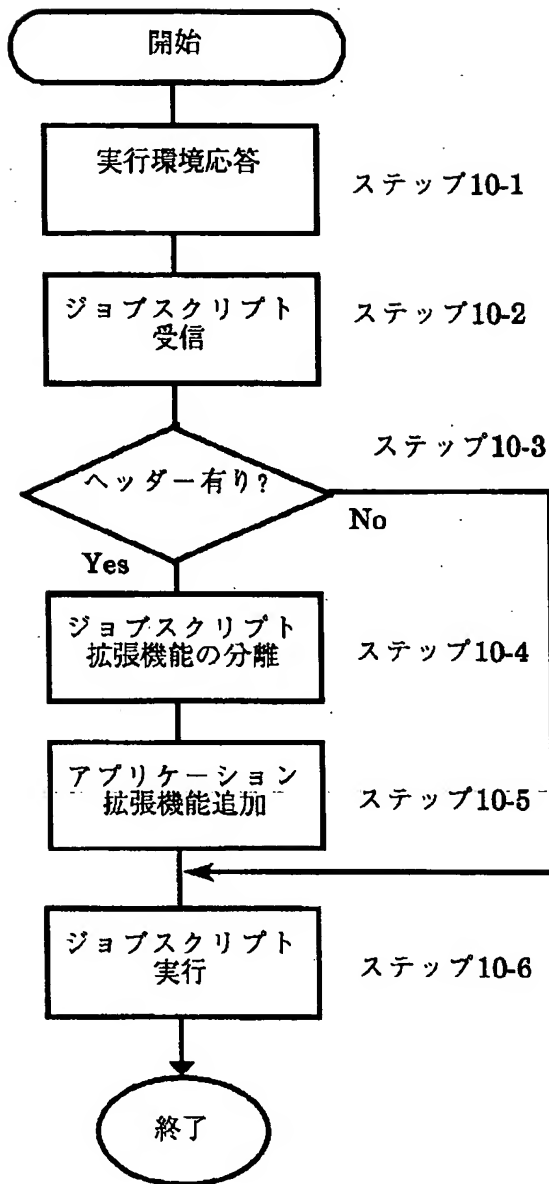 開始
実行環境応答
ステップ10-1
ジョブスクリプト
受信
ステップ10-2
ステップ10-3
ヘッダー有り?
No
Yes
ジョブスクリプト
拡張機能の分離
ステップ10-4
アプリケーション
拡張機能追加
ステップ10-5
ジョブスクリプト
実行
ステップ10-6
終了